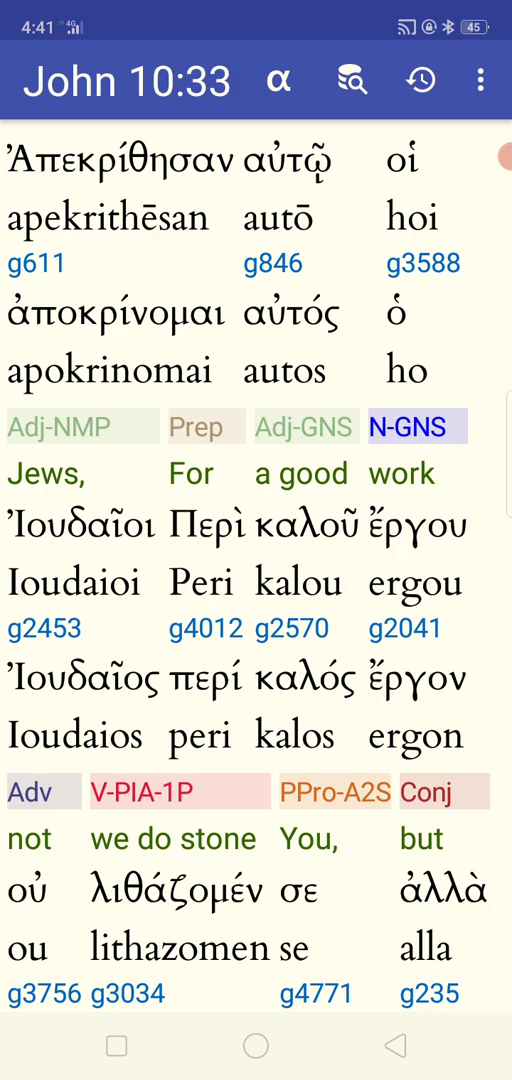 4:41 4G 45
John 10:33 α
Ἀπεκρίθησαν αὐτῷ οἱ
apekrithēsan autō hoi
g611 g846 g3588
ἀποκρίνομαι αὐτός ὁ
apokrinomai autos ho
Adj-NMP Prep Adj-GNS N-GNS
Jews, For a good work
Ἰουδαῖοι Περὶ καλοῦ ἔργου
Ioudaioi Peri kalou ergou
g2453 g4012 g2570 g2041
Ἰουδαῖος περί καλός ἔργον
Ioudaios peri kalos ergon
Adv V-PIA-1P PPro-A2S Conj
not we do stone You, but
οὐ λιθάζομέν σε ἀλλὰ
ou lithazomen se alla
g3756 g3034 g4771 g235